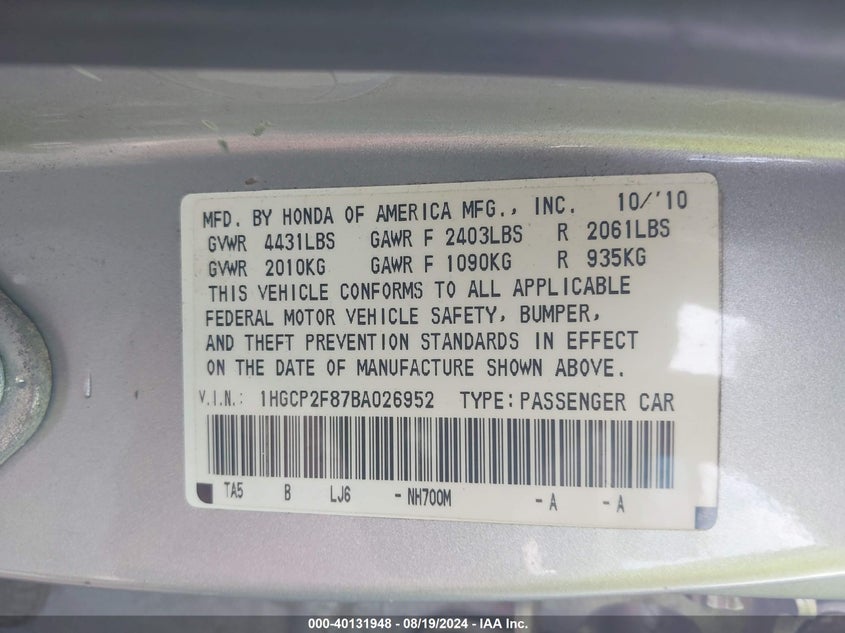 MFD. BY HONDA OF AMERICA MFG., INC. 10/'10
GVWR 4431LBS GAWR F 2403LBS R 2061LBS
GVWR 2010KG GAWR F 1090KG R 935KG
THIS VEHICLE CONFORMS TO ALL APPLICABLE
FEDERAL MOTOR VEHICLE SAFETY, BUMPER,
AND THEFT PREVENTION STANDARDS IN EFFECT
ON THE DATE OF MANUFACTURE SHOWN ABOVE.
V.I.N.: 1HGCP2F87BA026952 TYPE: PASSENGER CAR
TA5 B LJ6 - NH700M - A - A
000-40131948 - 08/19/2024 - IAA Inc.